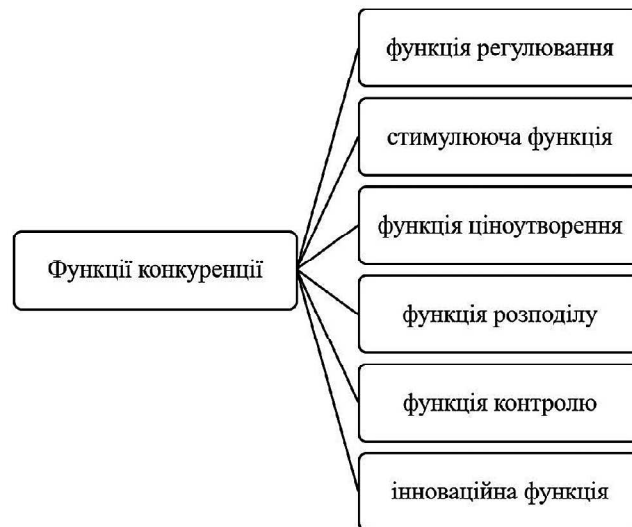 функція регулювання
стимулююча функція
функція ціноутворення
Функції конкуренції
функція розподілу
функція контролю
інноваційна функція